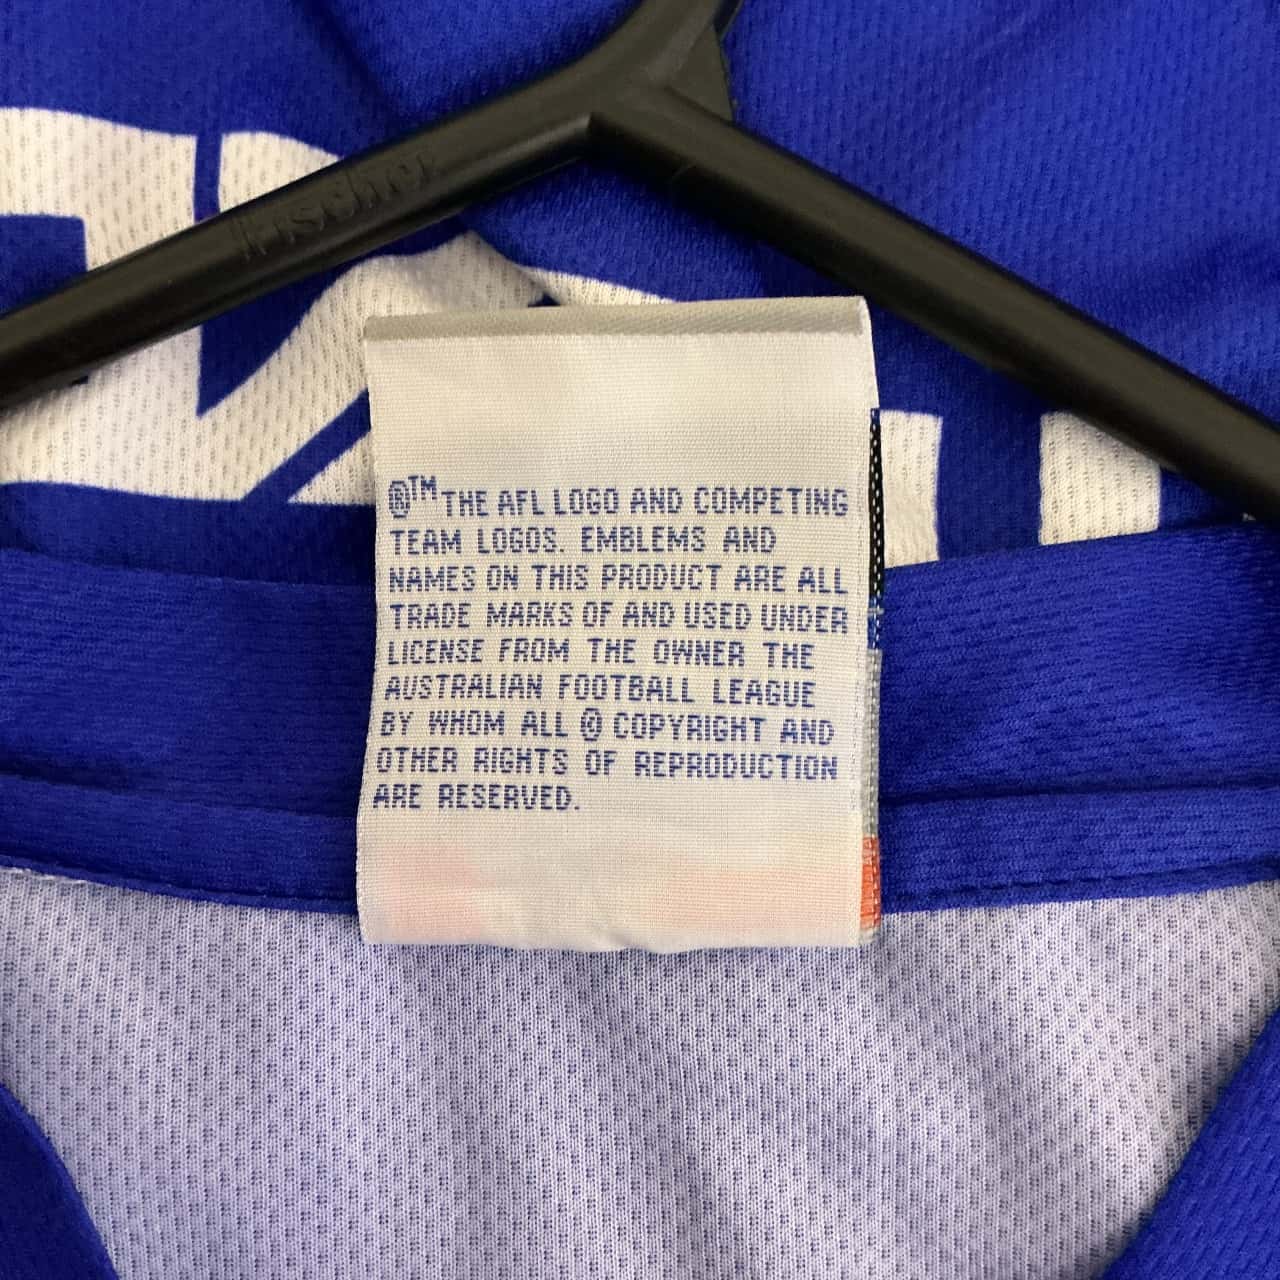 fischer
®™ THE AFL LOGO AND COMPETING
TEAM LOGOS. EMBLEMS AND
NAMES ON THIS PRODUCT ARE ALL
TRADE MARKS OF AND USED UNDER
LICENSE FROM THE OWNER THE
AUSTRALIAN FOOTBALL LEAGUE
BY WHOM ALL © COPYRIGHT AND
OTHER RIGHTS OF REPRODUCTION
ARE RESERVED.